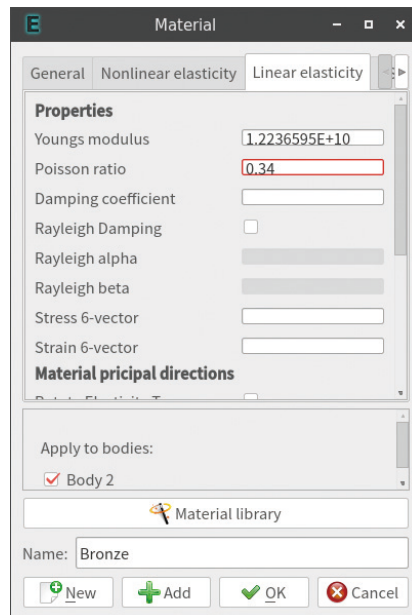 Material
General Nonlinear elasticity Linear elasticity
Properties
Youngs modulus 1.2236595E+10
Poisson ratio 0.34
Damping coefficient
Rayleigh Damping
Rayleigh alpha
Rayleigh beta
Stress 6-vector
Strain 6-vector
Material pricipal directions
Apply to bodies:
Body 2
Material library
Name: Bronze
New Add OK Cancel